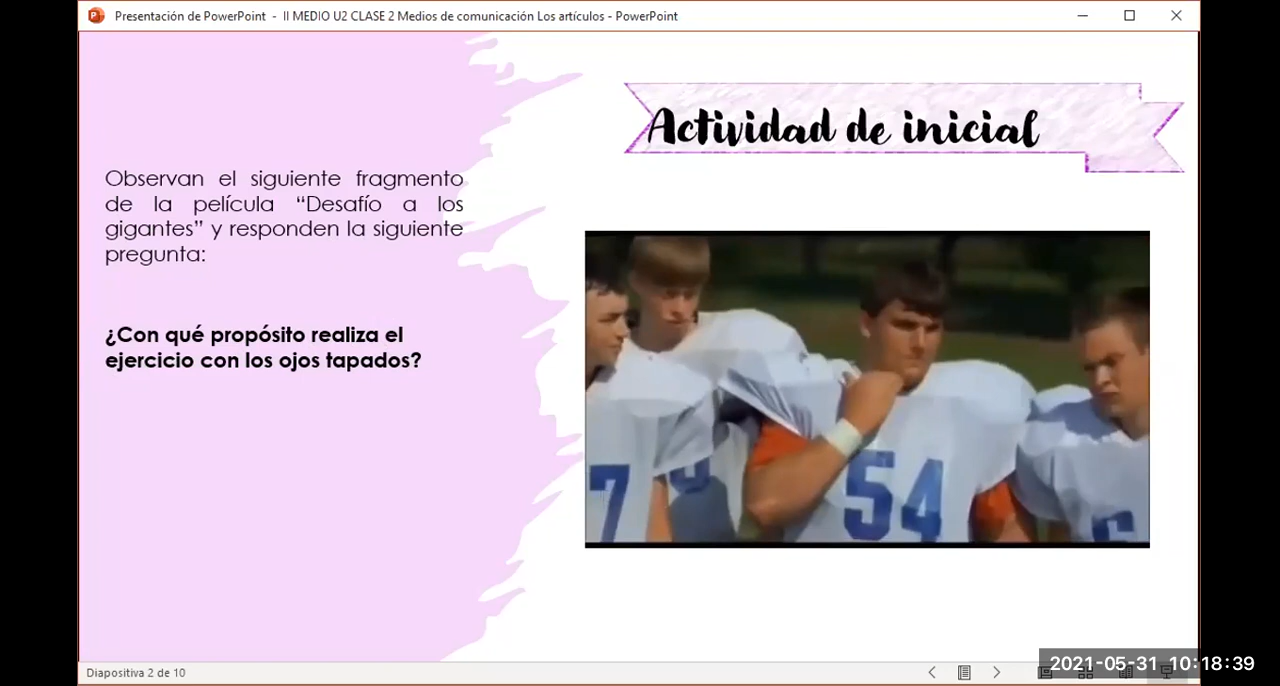 Presentación de PowerPoint - II MEDIO U2 CLASE 2 Medios de comunicación Los artículos - PowerPoint
Actividad de inicial
Observan el siguiente fragmento
de la película “Desafío a los
gigantes” y responden la siguiente
pregunta:
¿Con qué propósito realiza el
ejercicio con los ojos tapados?
7
54
6
Diapositiva 2 de 10
2021-05-31 10:18:39